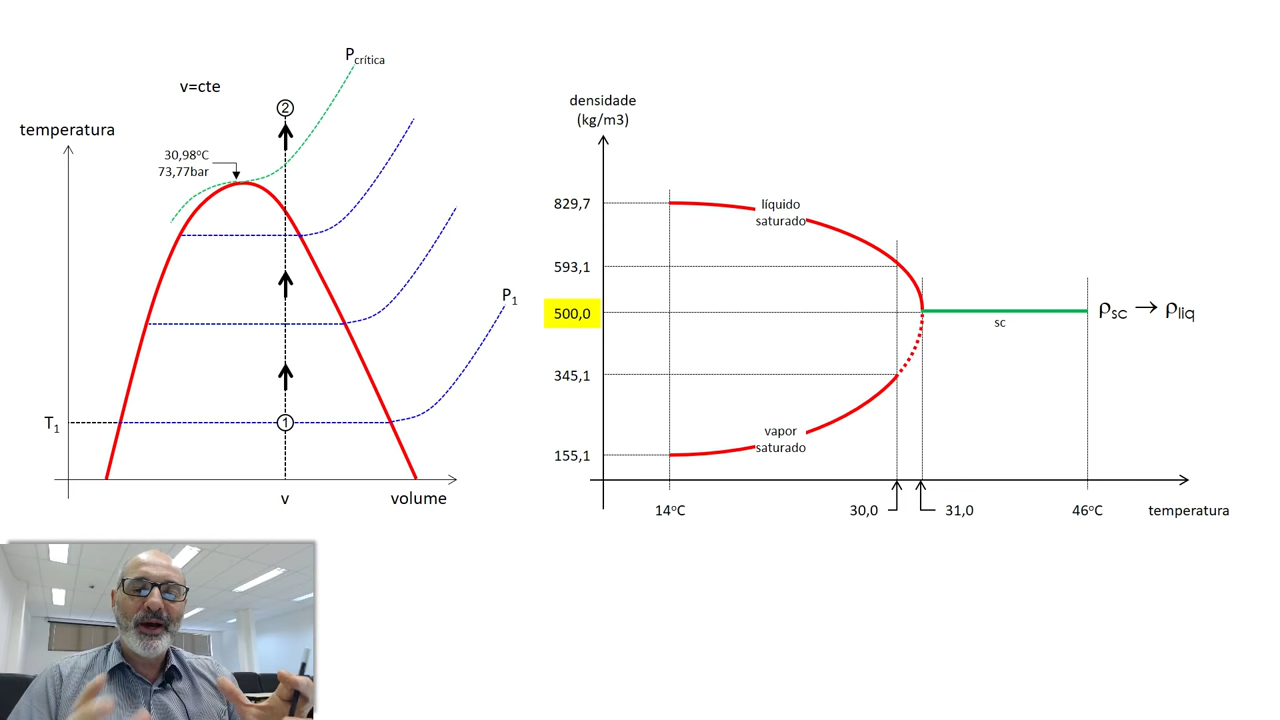 v=cte
P crítica
temperatura
30,98ºC
73,77bar
2
P1
T1
1
v
volume
densidade
(kg/m3)
829,7
593,1
500,0
345,1
155,1
líquido
saturado
vapor
saturado
sc
ρsc → ρliq
14ºC
30,0
31,0
46ºC
temperatura